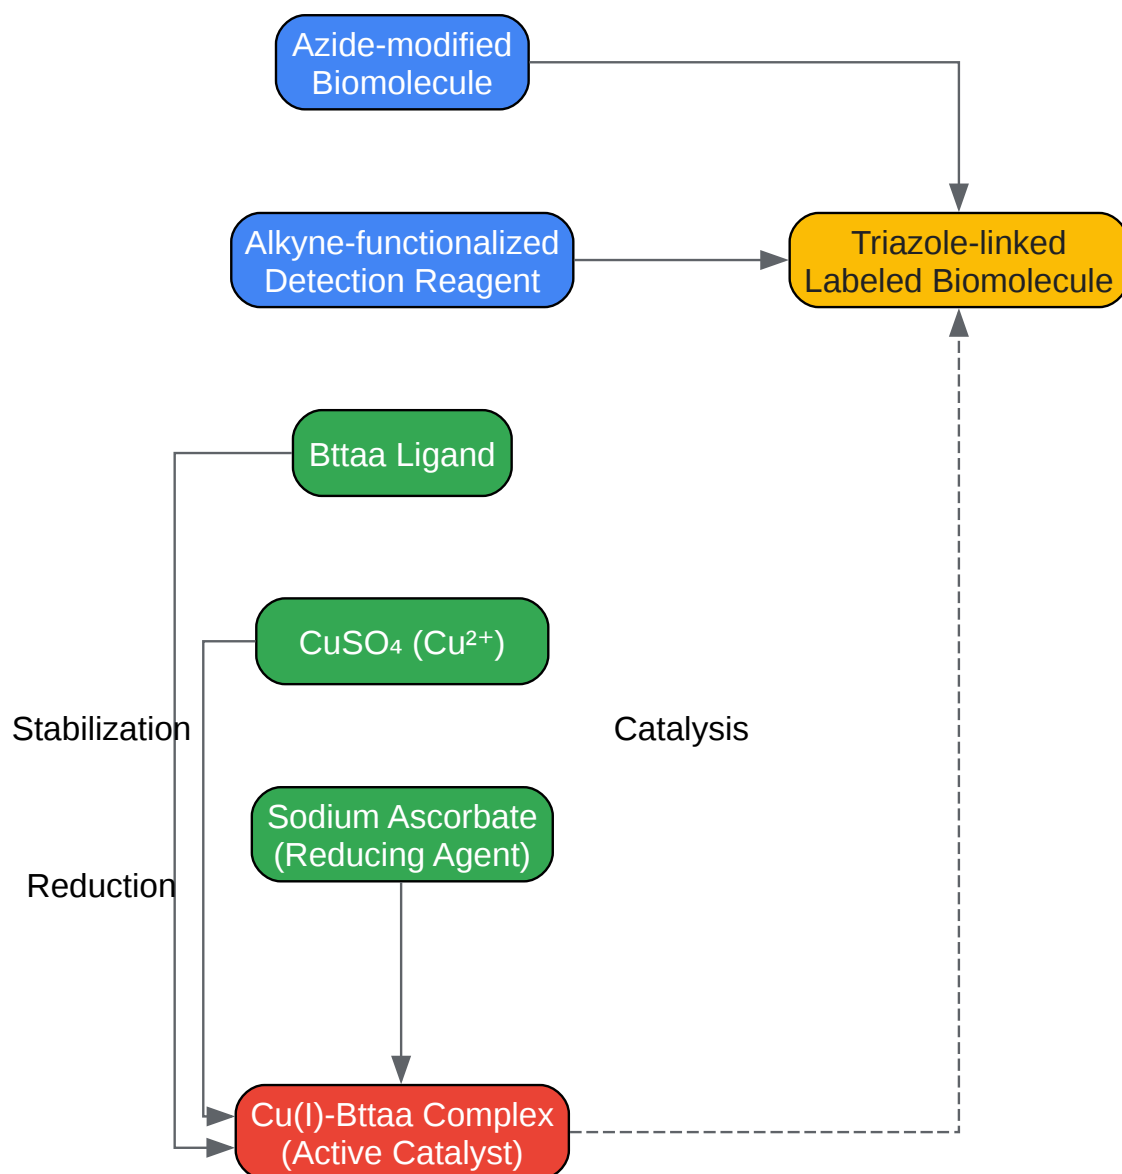 Azide-modified
Biomolecule
Alkyne-functionalized
Detection Reagent
Triazole-linked
Labeled Biomolecule
Bttaa Ligand
CuSO₄ (Cu²⁺)
Stabilization
Catalysis
Sodium Ascorbate
(Reducing Agent)
Reduction
Cu(I)-Bttaa Complex
(Active Catalyst)